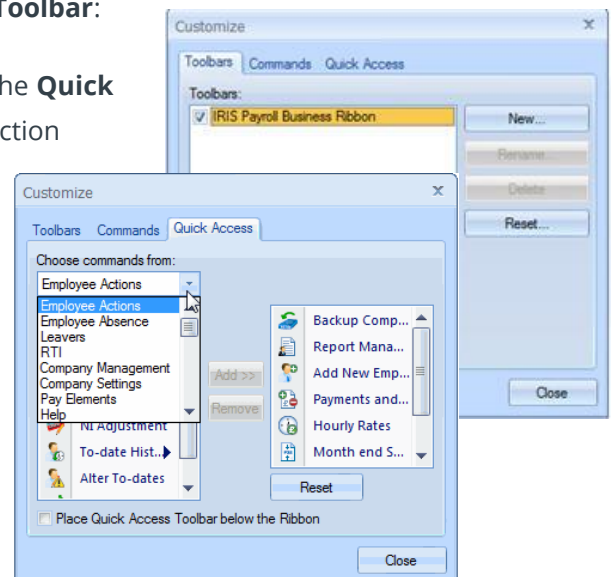 Toolbar:
he Quick
ction
Customize
x
Toolbars Commands Quick Access
Toolbars:
IRIS Payroll Business Ribbon
New...
Rename...
Delete
Reset...
Close
Customize
x
Toolbars Commands Quick Access
Choose commands from:
Employee Actions
Employee Actions
Employee Absence
Leavers
RTI
Company Management
Company Settings
Pay Elements
Help
NI Adjustment
To-date Hist...
Alter To-dates
Add >>
Remove
Backup Comp...
Report Mana...
Add New Emp...
Payments and...
Hourly Rates
Month end S...
Reset
Place Quick Access Toolbar below the Ribbon
Close